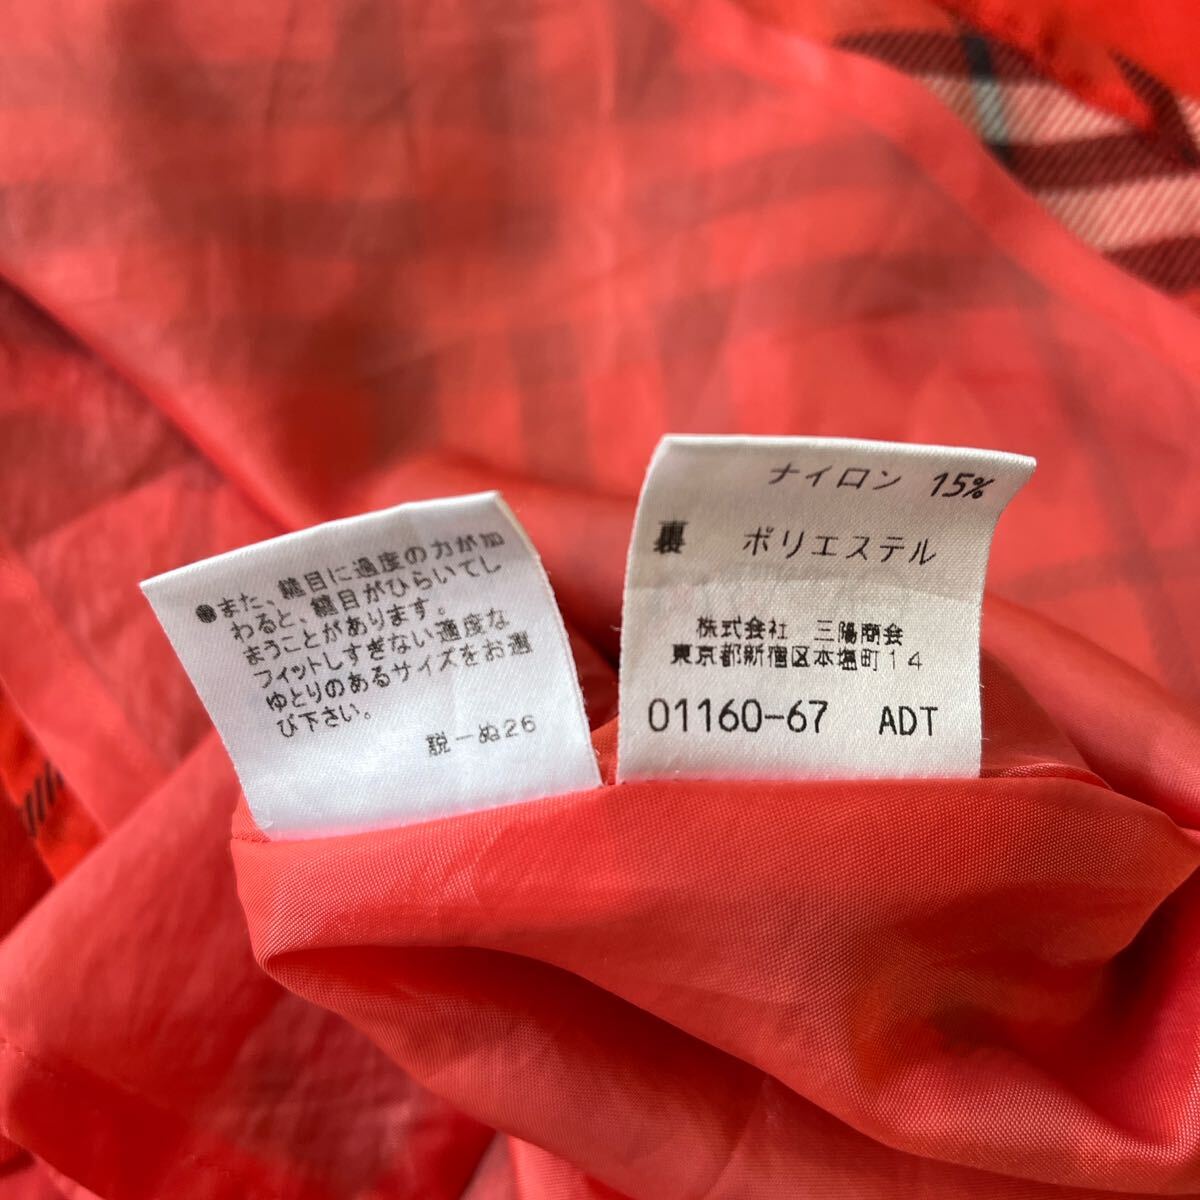 ●また、縫目に過度の力が加
わると、縫目がひらいてし
まうことがあります。
フィットしすぎない適度な
ゆとりのあるサイズをお選
び下さい。
説－ぬ26
ナイロン 15%
裏 ポリエステル
株式会社 三陽商会
東京都新宿区本塩町14
01160-67 ADT